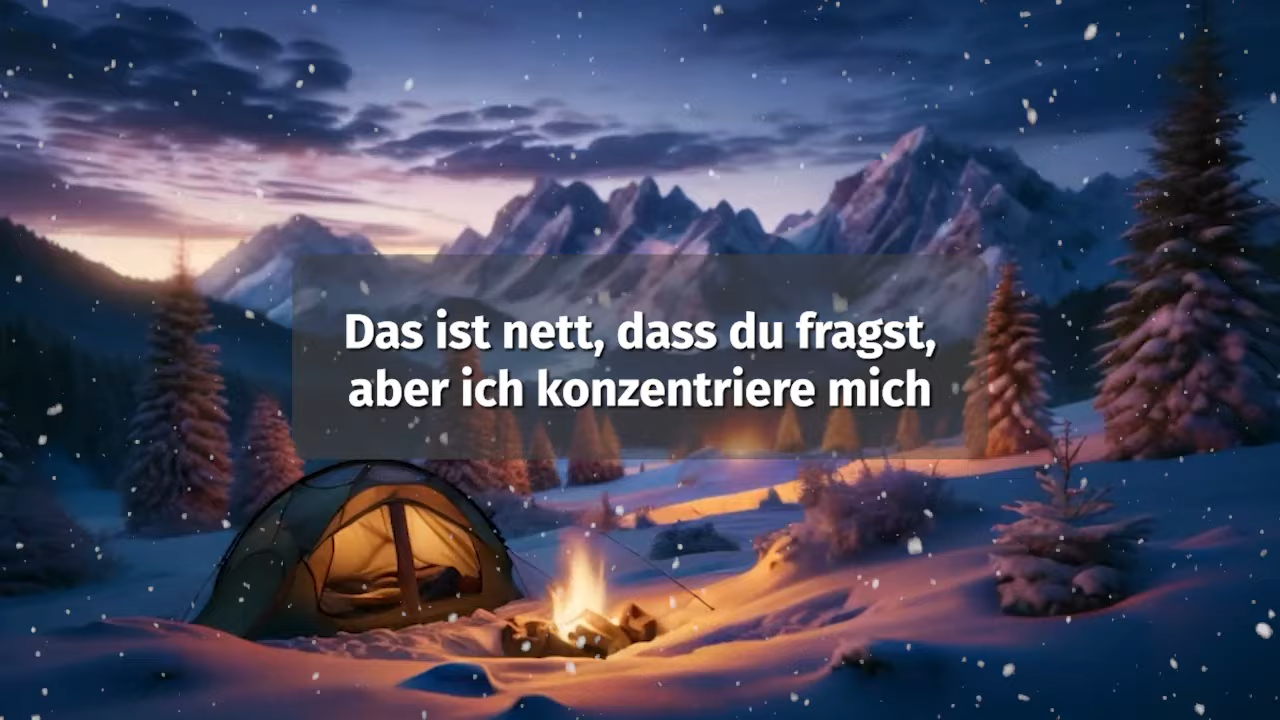 Das ist nett, dass du fragst,
aber ich konzentriere mich